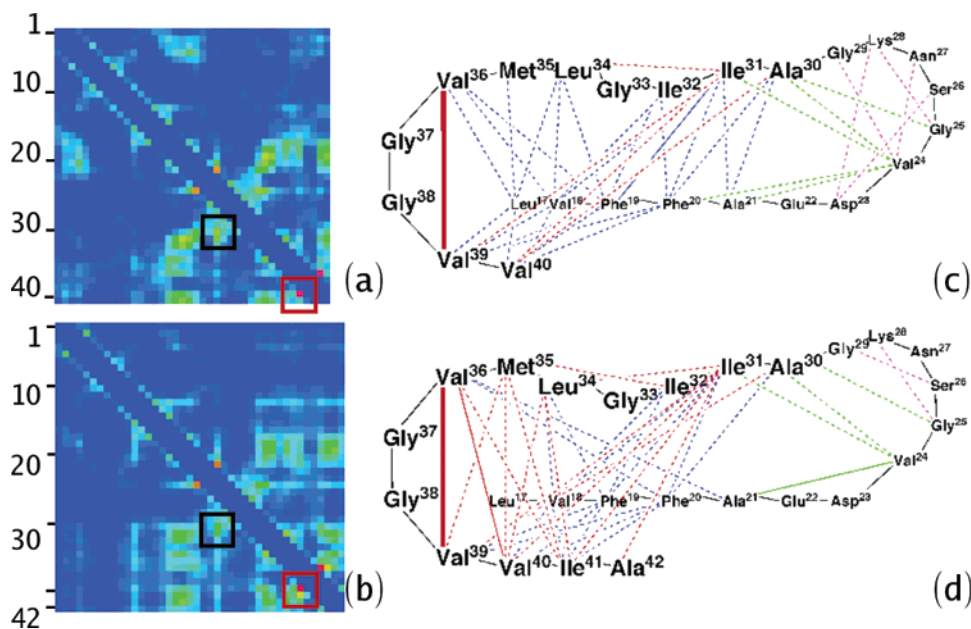 1
10
20
30
40
(a)
Val36 Met35 Leu34 Gly33 Ile32 Ile31 Ala30 Gly29 Lys28 Asn27
Ser26
Gly25
Val24
Gly37
Gly38
Leu17 Val18 Phe19 Phe20 Ala21 Glu22 Asp23
Val39 Val40
(c)
1
10
20
30
40
42
(b)
Val36 Met35 Leu34 Gly33 Ile32 Ile31 Ala30 Gly29 Lys28 Asn27
Ser26
Gly25
Val24
Gly37
Gly38
Leu17 Val18 Phe19 Phe20 Ala21 Glu22 Asp23
Val39 Val40 Ile41 Ala42
(d)